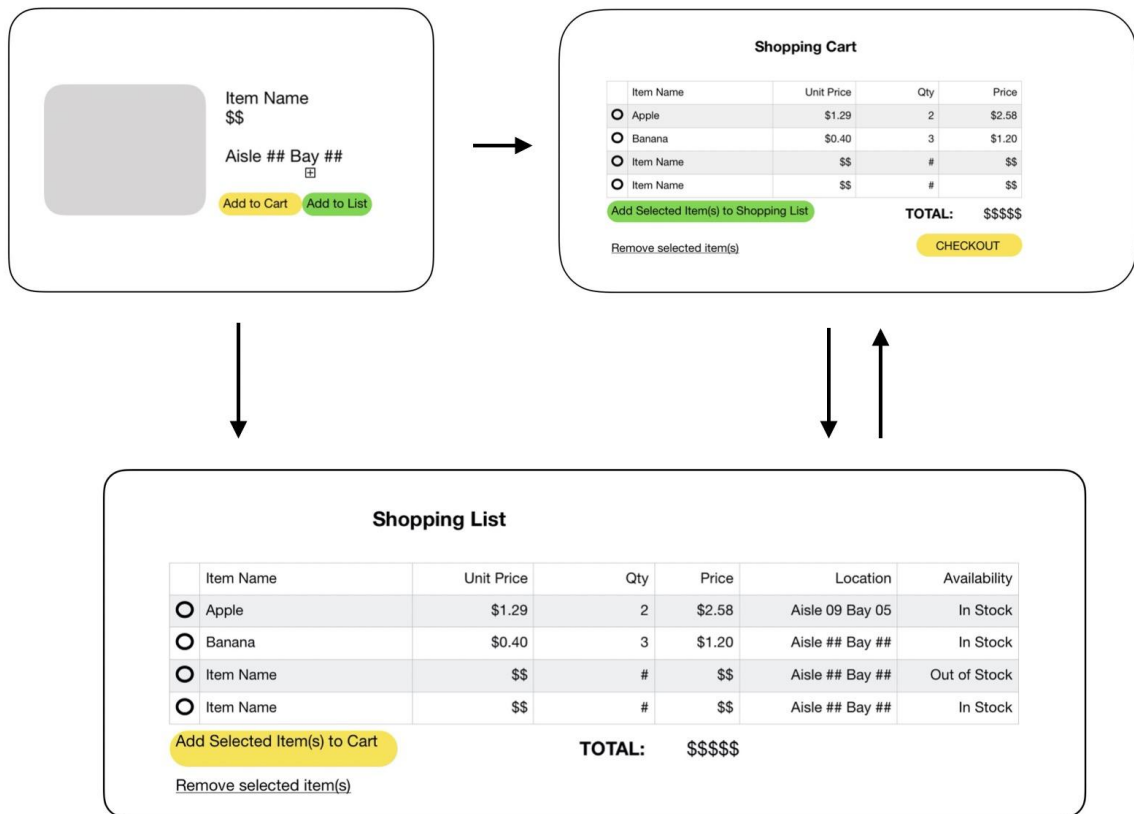 Item Name
$$
Aisle ## Bay ##
Add to Cart Add to List
Shopping Cart
Item Name Unit Price Qty Price
Apple $1.29 2 $2.58
Banana $0.40 3 $1.20
Item Name $$ # $$
Item Name $$ # $$
Add Selected Item(s) to Shopping List TOTAL: $$$$$
Remove selected item(s) CHECKOUT
Shopping List
Item Name Unit Price Qty Price Location Availability
Apple $1.29 2 $2.58 Aisle 09 Bay 05 In Stock
Banana $0.40 3 $1.20 Aisle ## Bay ## In Stock
Item Name $$ # $$ Aisle ## Bay ## Out of Stock
Item Name $$ # $$ Aisle ## Bay ## In Stock
Add Selected Item(s) to Cart TOTAL: $$$$$
Remove selected item(s)